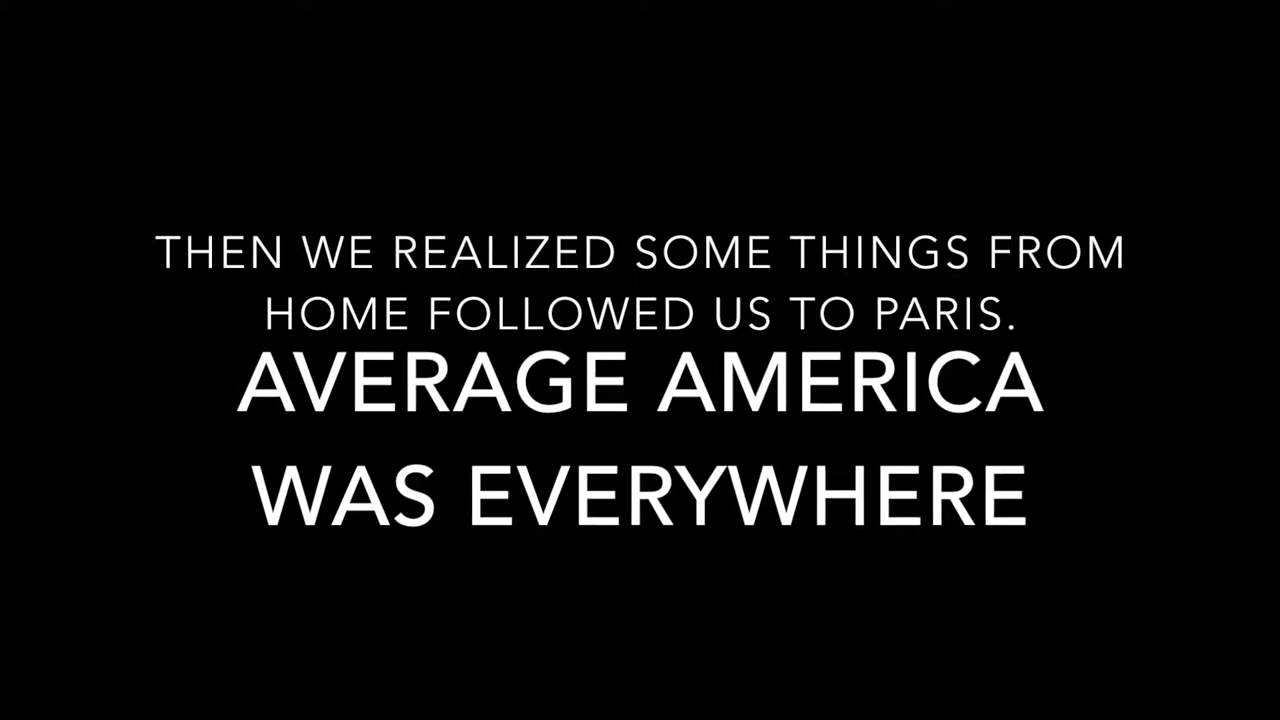 THEN WE REALIZED SOME THINGS FROM
HOME FOLLOWED US TO PARIS.
AVERAGE AMERICA
WAS EVERYWHERE